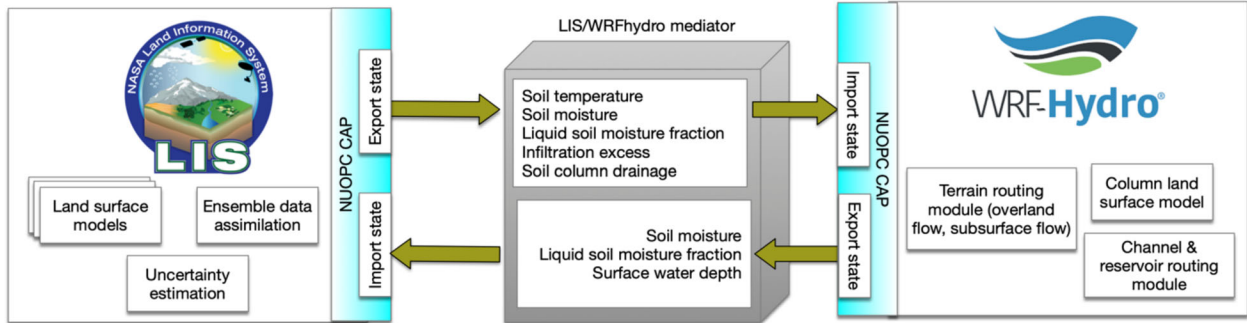 LIS/WRFhydro mediator
NASA Land Information System
LIS
Land surface
models
Ensemble data
assimilation
Uncertainty
estimation
NUOPC CAP
Export state
Import state
Soil temperature
Soil moisture
Liquid soil moisture fraction
Infiltration excess
Soil column drainage
Soil moisture
Liquid soil moisture fraction
Surface water depth
Import state
Export state
NUOPC CAP
WRF-Hydro®
Terrain routing
module (overland
flow, subsurface flow)
Column land
surface model
Channel &
reservoir routing
module